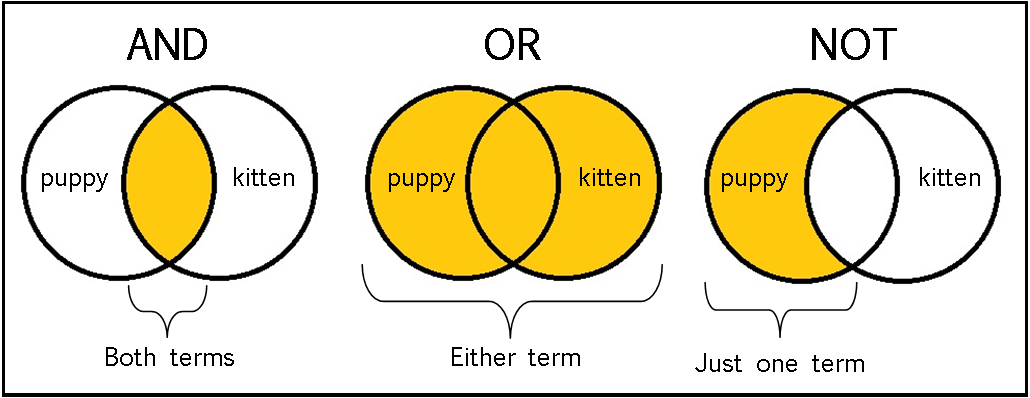 AND
OR
NOT
puppy
kitten
puppy
kitten
puppy
kitten
Both terms
Either term
Just one term